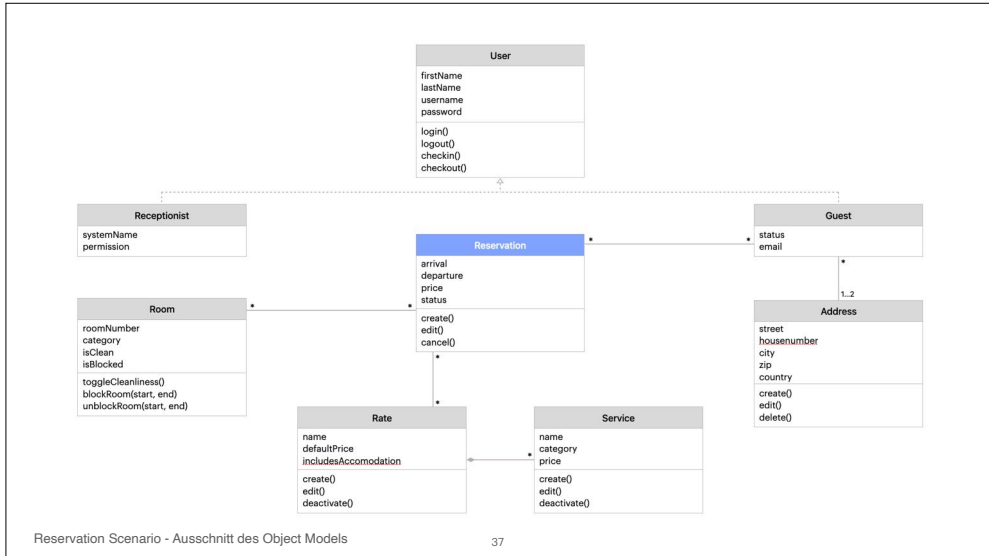 User
firstName
lastName
username
password
login()
logout()
checkin()
checkout()
Receptionist
systemName
permission
Reservation
arrival
departure
price
status
create()
edit()
cancel()
*
*
Guest
status
email
*
1...2
Room
roomNumber
category
isClean
isBlocked
toggleCleanliness()
blockRoom(start, end)
unblockRoom(start, end)
*
*
Address
street
housenumber
city
zip
country
create()
edit()
delete()
*
*
Rate
name
defaultPrice
includesAccomodation
create()
edit()
deactivate()
*
Service
name
category
price
create()
edit()
deactivate()
Reservation Scenario - Ausschnitt des Object Models
37